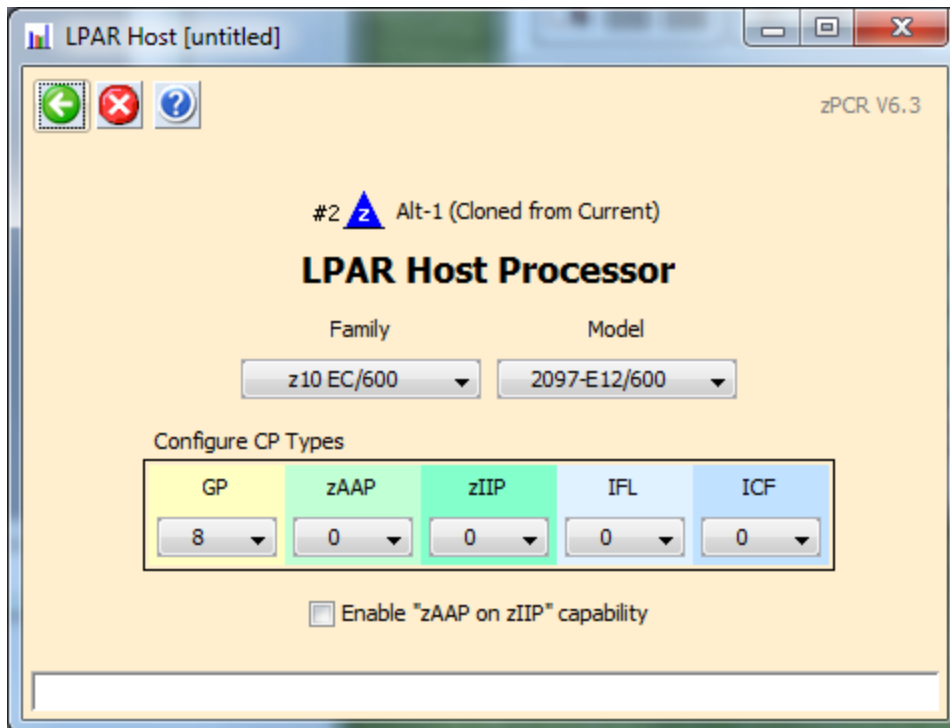 LPAR Host [untitled]
zPCR V6.3
#2 z Alt-1 (Cloned from Current)
LPAR Host Processor
Family Model
z10 EC/600 2097-E12/600
Configure CP Types
GP zAAP zIIP IFL ICF
8 0 0 0 0
Enable "zAAP on zIIP" capability